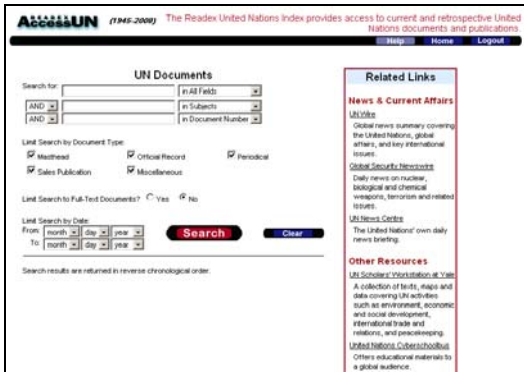 READEX
AccessUN (1945-2008) The Readex United Nations Index provides access to current and retrospective United
Nations documents and publications.
Help Home Logout
UN Documents
Search for: in All Fields
AND in Subjects
AND in Document Number
Limit Search by Document Type:
Masthead Official Record Periodical
Sales Publication Miscellaneous
Limit Search to Full-Text Documents? Yes No
Limit Search by Date:
From: month day year
To: month day year
Search Clear
Search results are returned in reverse chronological order.
Related Links
News & Current Affairs
UN Wire
Global news summary covering
the United Nations, global
affairs, and key international
issues.
Global Security Newswire
Daily news on nuclear,
biological and chemical
weapons, terrorism and related
issues.
UN News Centre
The United Nations' own daily
news briefing.
Other Resources
UN Scholars' Workstation at Yale
A collection of texts, maps and
data covering UN activities
such as environment, economic
and social development,
international trade and
relations, and peacekeeping.
United Nations Cyberschoolbus
Offers educational materials to
a global audience.